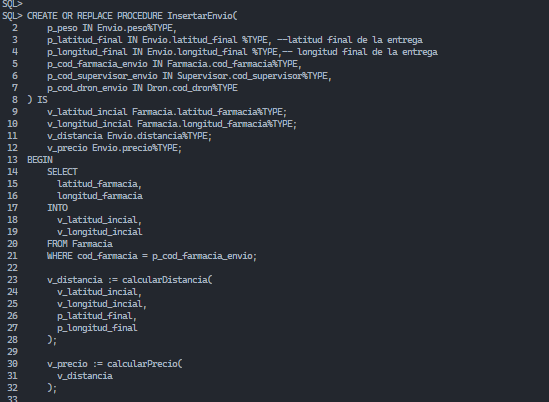 SQL>
SQL> CREATE OR REPLACE PROCEDURE InsertarEnvio(
2 p_peso IN Envio.peso%TYPE,
3 p_latitud_final IN Envio.latitud_final %TYPE, --latitud final de la entrega
4 p_longitud_final IN Envio.longitud_final %TYPE,-- longitud final de la entrega
5 p_cod_farmacia_envio IN Farmacia.cod_farmacia%TYPE,
6 p_cod_supervisor_envio IN Supervisor.cod_supervisor%TYPE,
7 p_cod_dron_envio IN Dron.cod_dron%TYPE
8 ) IS
9 v_latitud_incial Farmacia.latitud_farmacia%TYPE;
10 v_longitud_incial Farmacia.longitud_farmacia%TYPE;
11 v_distancia Envio.distancia%TYPE;
12 v_precio Envio.precio%TYPE;
13 BEGIN
14 SELECT
15 latitud_farmacia,
16 longitud_farmacia
17 INTO
18 v_latitud_incial,
19 v_longitud_incial
20 FROM Farmacia
21 WHERE cod_farmacia = p_cod_farmacia_envio;
22
23 v_distancia := calcularDistancia(
24 v_latitud_incial,
25 v_longitud_incial,
26 p_latitud_final,
27 p_longitud_final
28 );
29
30 v_precio := calcularPrecio(
31 v_distancia
32 );
33